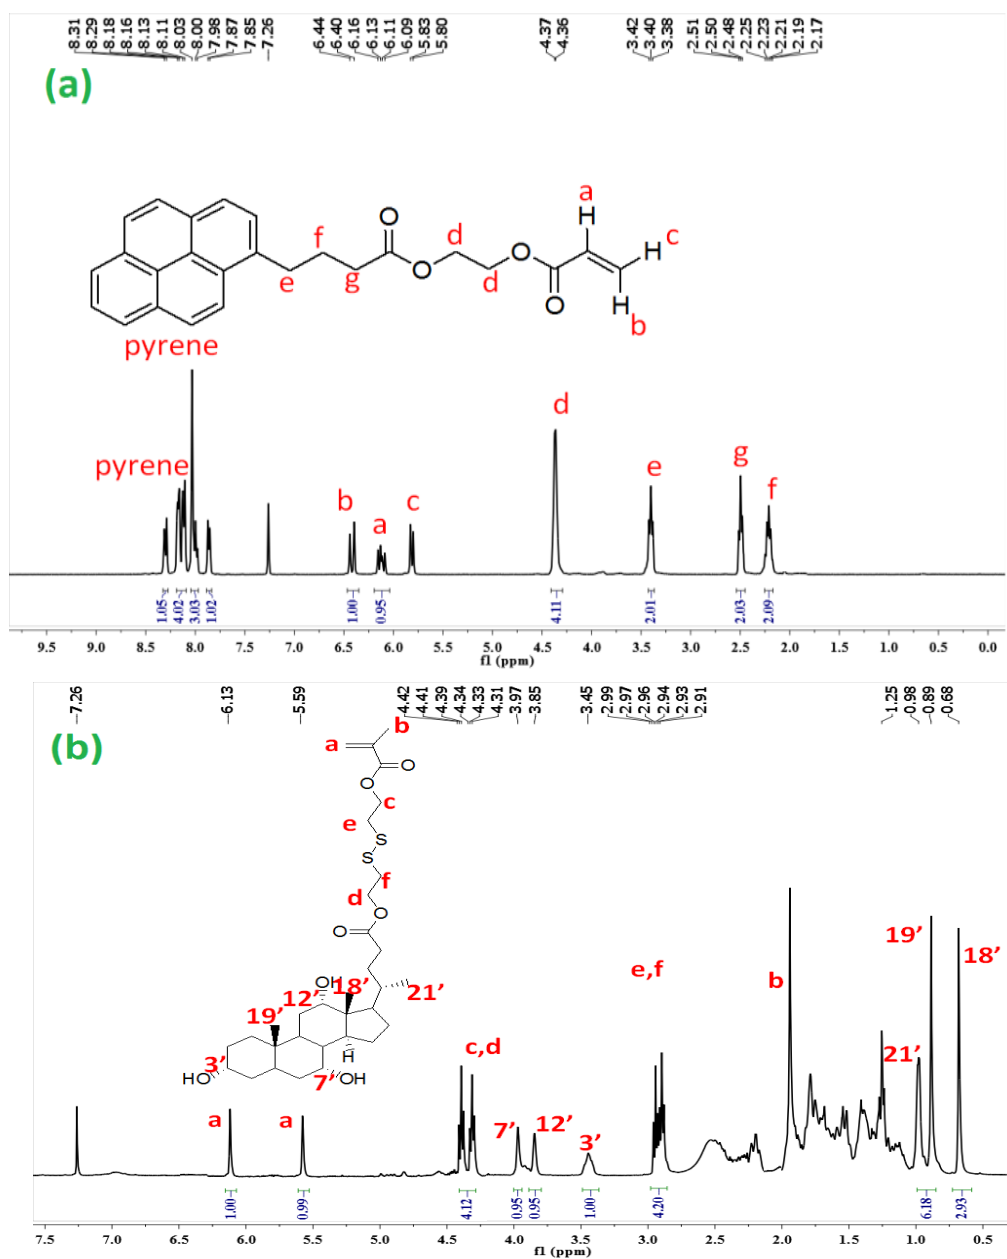 8.31 8.29 8.18 8.16 8.13 8.11 8.03 8.00 7.98 7.87 7.85 7.26 6.44 6.40 6.16 6.13 6.11 6.09 5.83 5.80 4.37 4.36 3.42 3.40 3.38 2.51 2.50 2.48 2.25 2.23 2.21 2.19 2.17
(a)
a
H
O
f
d
O
H c
O
e
g
d
O
H
b
pyrene
d
pyrene
b
a
c
e
g
f
1.05 4.02 3.03 1.02 1.00 0.95 4.11 2.01 2.03 2.09
9.5 9.0 8.5 8.0 7.5 7.0 6.5 6.0 5.5 5.0 4.5 4.0 3.5 3.0 2.5 2.0 1.5 1.0 0.5 0.0
f1 (ppm)
7.26 6.13 5.59 4.42 4.41 4.39 4.34 4.33 4.31 3.97 3.85 3.45 2.99 2.97 2.96 2.94 2.93 2.91 1.25 0.98 0.89 0.68
(b)
b
a
O
O
c
e
S
S
f
d
O
O
OH
18'
21'
12'
19'
H
3'
HO
7'
OH
a
a
c,d
7'
12'
3'
e,f
b
21'
19'
18'
1.00 0.99 4.12 0.95 0.95 1.00 4.20 6.18 2.93
7.5 7.0 6.5 6.0 5.5 5.0 4.5 4.0 3.5 3.0 2.5 2.0 1.5 1.0 0.5
f1 (ppm)